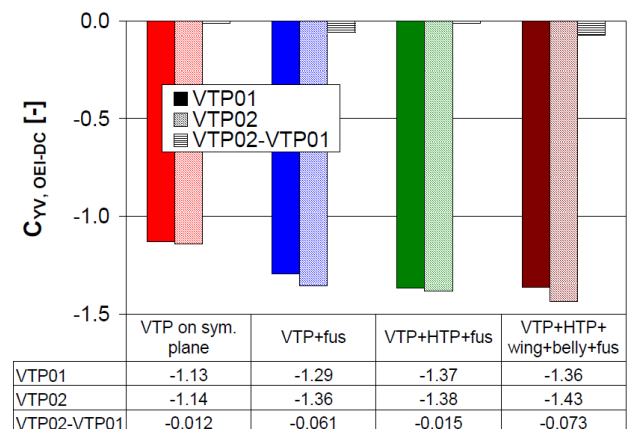 0.0
-0.5
-1.0
-1.5
CYV, OEI-DC [-]
VTP01
VTP02
VTP02-VTP01
VTP on sym. plane VTP+fus VTP+HTP+fus VTP+HTP+ wing+belly+fus
VTP01 -1.13 -1.29 -1.37 -1.36
VTP02 -1.14 -1.36 -1.38 -1.43
VTP02-VTP01 -0.012 -0.061 -0.015 -0.073